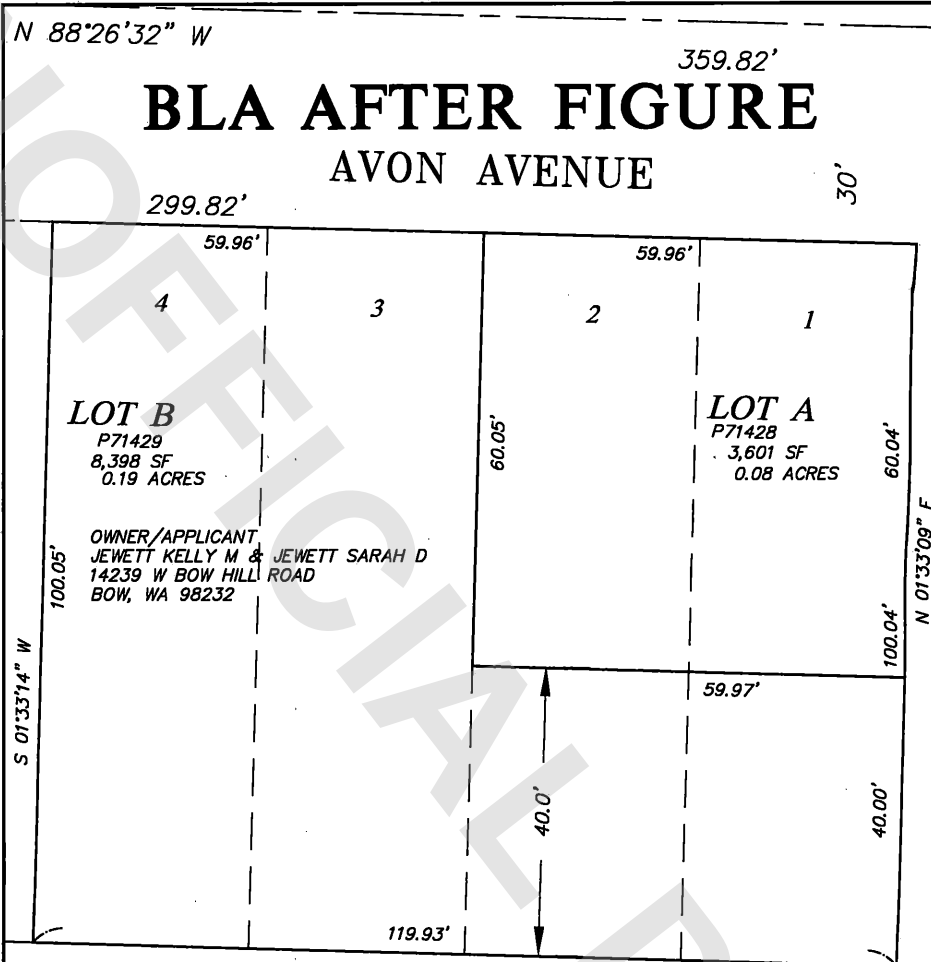 N 88°26'32" W
359.82'
BLA AFTER FIGURE
AVON AVENUE
30'
299.82'
59.96'
59.96'
4
3
2
1
LOT B
P71429
8,398 SF
0.19 ACRES
LOT A
P71428
3,601 SF
0.08 ACRES
60.05'
60.04'
N 01°33'09" E
OWNER/APPLICANT
JEWETT KELLY M & JEWETT SARAH D
14239 W BOW HILL ROAD
BOW, WA 98232
100.05'
100.04'
S 01°33'14" W
59.97'
40.0'
40.00'
119.93'